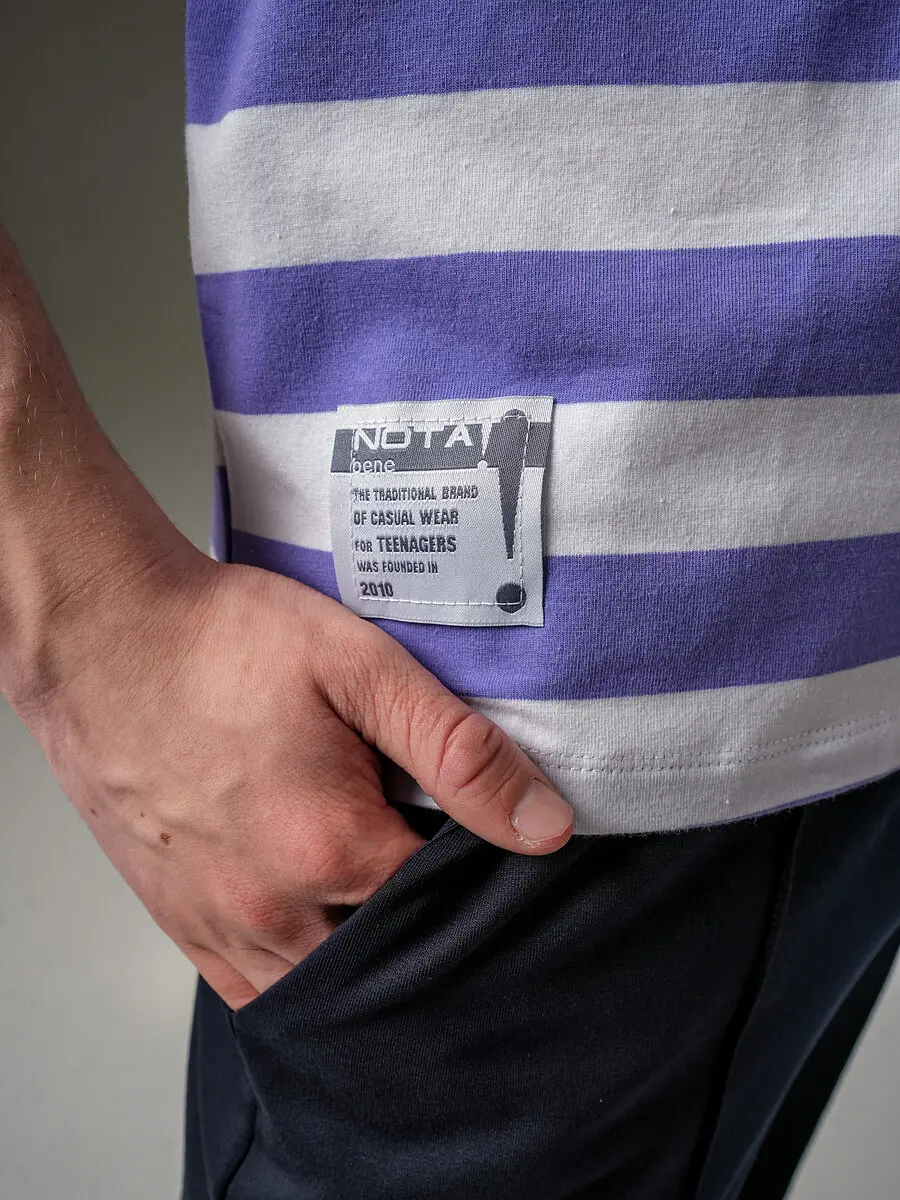 NOTA!
bene
THE TRADITIONAL BRAND
OF CASUAL WEAR
FOR TEENAGERS
WAS FOUNDED IN
2010